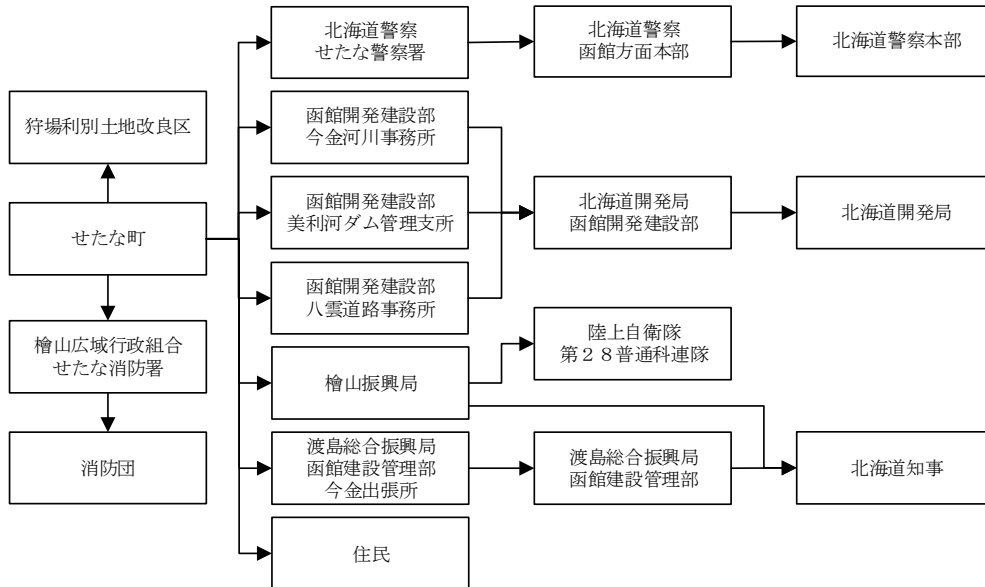 北海道警察
せたな警察署
北海道警察
函館方面本部
北海道警察本部
狩場利別土地改良区
函館開発建設部
今金河川事務所
せたな町
函館開発建設部
美利河ダム管理支所
北海道開発局
函館開発建設部
北海道開発局
函館開発建設部
八雲道路事務所
檜山広域行政組合
せたな消防署
陸上自衛隊
第２８普通科連隊
檜山振興局
消防団
渡島総合振興局
函館建設管理部
今金出張所
渡島総合振興局
函館建設管理部
北海道知事
住民